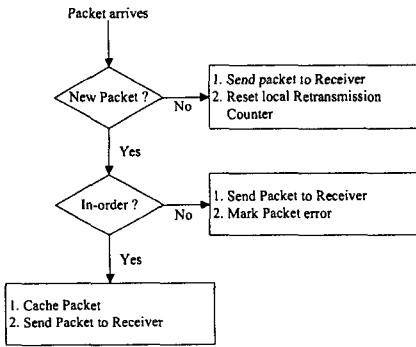 Packet arrives
New Packet ?
No
1. Send packet to Receiver
2. Reset local Retransmission
Counter
Yes
In-order ?
No
1. Send Packet to Receiver
2. Mark Packet error
Yes
1. Cache Packet
2. Send Packet to Receiver